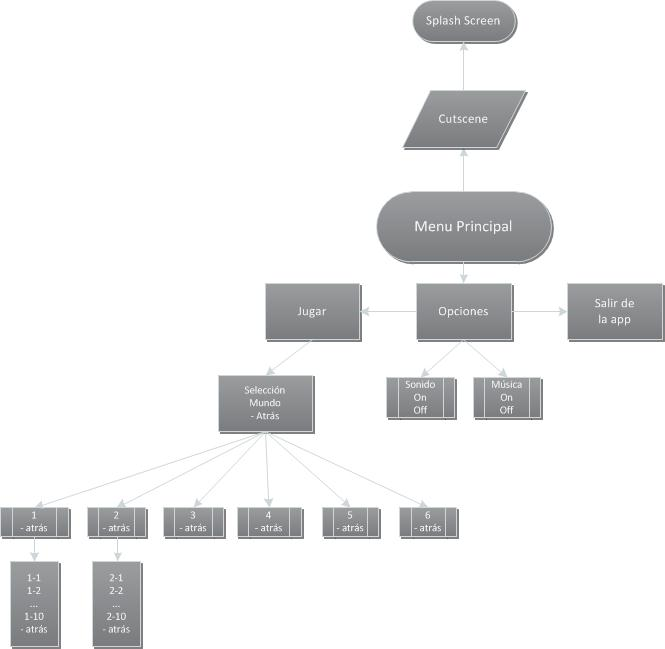 Splash Screen
Cutscene
Menu Principal
Jugar
Opciones
Salir de
la app
Selección
Mundo
- Atrás
Sonido
On
Off
Música
On
Off
1
- atrás
2
- atrás
3
- atrás
4
- atrás
5
- atrás
6
- atrás
1-1
1-2
...
1-10
- atrás
2-1
2-2
...
2-10
- atrás